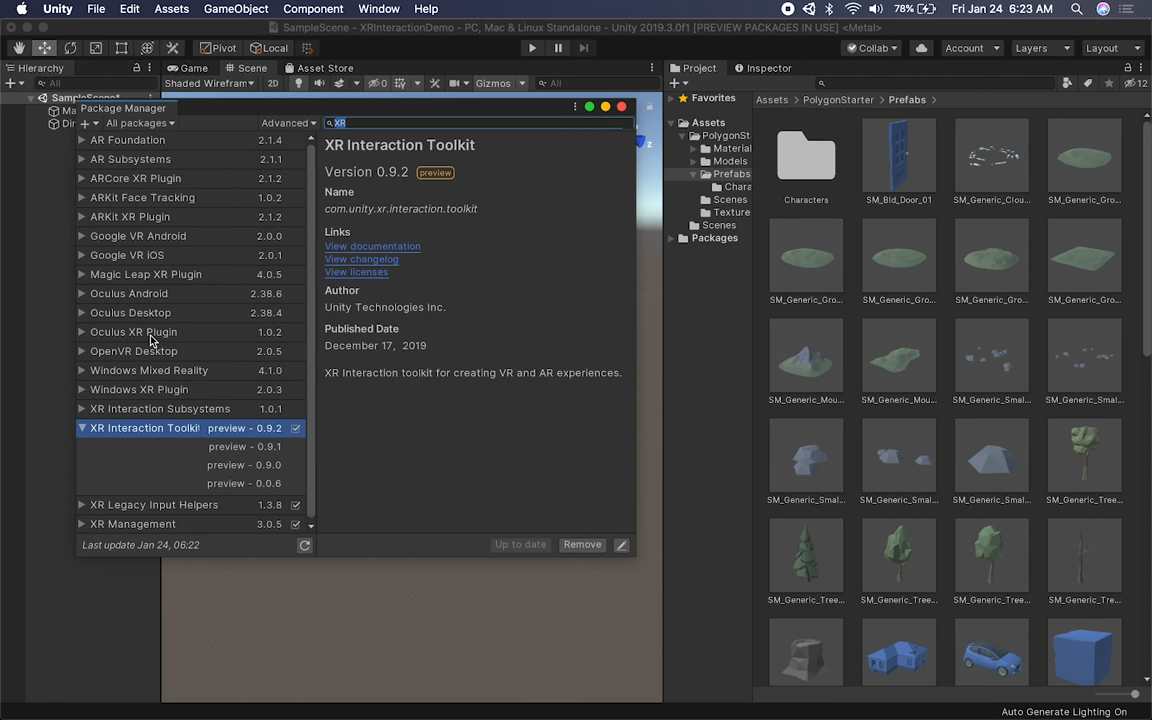 Unity File Edit Assets GameObject Component Window Help 78% Fri Jan 24 6:23 AM
SampleScene - XRInteractionDemo - PC, Mac & Linux Standalone - Unity 2019.3.0f1 [PREVIEW PACKAGES IN USE] <Metal>
Pivot Local Collab Account Layers Layout
Hierarchy Game Scene Asset Store Project Inspector
All Shaded Wirefram 2D 0 Gizmos All 12
SampleScene*
Ma
Dir
Package Manager
All packages Advanced XR
AR Foundation 2.1.4
AR Subsystems 2.1.1
ARCore XR Plugin 2.1.2
ARKit Face Tracking 1.0.2
ARKit XR Plugin 2.1.2
Google VR Android 2.0.0
Google VR iOS 2.0.1
Magic Leap XR Plugin 4.0.5
Oculus Android 2.38.6
Oculus Desktop 2.38.4
Oculus XR Plugin 1.0.2
OpenVR Desktop 2.0.5
Windows Mixed Reality 4.1.0
Windows XR Plugin 2.0.3
XR Interaction Subsystems 1.0.1
XR Interaction Toolkit preview - 0.9.2
preview - 0.9.1
preview - 0.9.0
preview - 0.0.6
XR Legacy Input Helpers 1.3.8
XR Management 3.0.5
Last update Jan 24, 06:22
XR Interaction Toolkit
Version 0.9.2 preview
Name
com.unity.xr.interaction.toolkit
Links
View documentation
View changelog
View licenses
Author
Unity Technologies Inc.
Published Date
December 17, 2019
XR Interaction toolkit for creating VR and AR experiences.
Up to date Remove
z
Favorites
Assets
PolygonSt
Material
Models
Prefabs
Chara
Scenes
Texture
Scenes
Packages
Assets > PolygonStarter > Prefabs >
Characters SM_Bld_Door_01 SM_Generic_Clou... SM_Generic_Gro...
SM_Generic_Gro... SM_Generic_Gro... SM_Generic_Gro... SM_Generic_Gro...
SM_Generic_Mou... SM_Generic_Mou... SM_Generic_Smal... SM_Generic_Smal...
SM_Generic_Smal... SM_Generic_Smal... SM_Generic_Smal... SM_Generic_Tree...
SM_Generic_Tree... SM_Generic_Tree... SM_Generic_Tree... SM_Generic_Tre...
Auto Generate Lighting On